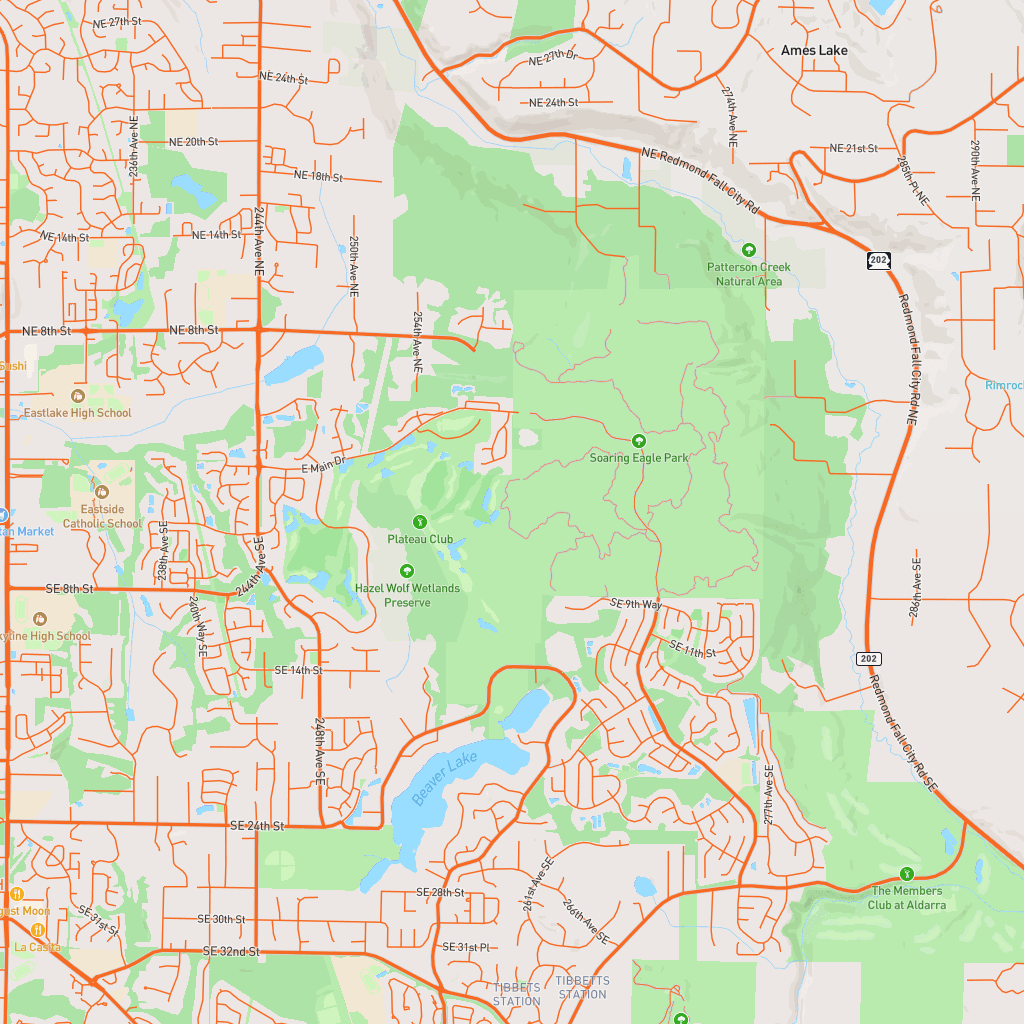 NE 27th St
Ames Lake
NE 27th Dr
NE 24th St
274th Ave NE
NE 24th St
236th Ave NE
NE 20th St
NE 21st St
NE Redmond Fall City Rd
285th Pl NE
290th Ave NE
NE 18th St
244th Ave NE
NE 14th St
NE 14th St
250th Ave NE
202
Patterson Creek
Natural Area
NE 8th St
NE 8th St
254th Ave NE
Redmond Fall City Rd NE
Sushi
Eastlake High School
Soaring Eagle Park
E Main Dr
Eastside
Catholic School
Market
238th Ave SE
Plateau Club
244th Ave SE
Hazel Wolf Wetlands
Preserve
SE 8th St
286th Ave SE
SE 9th Way
240th Way SE
High School
SE 11th St
202
SE 14th St
Redmond Fall City Rd SE
248th Ave SE
Beaver Lake
277th Ave SE
SE 24th St
261st Ave SE
The Members
Club at Aldarra
SE 28th St
Moon
SE 31st St
SE 30th St
266th Ave SE
La Casita
SE 32nd St
SE 31st Pl
TIBBETS
STATION
TIBBETTS
STATION